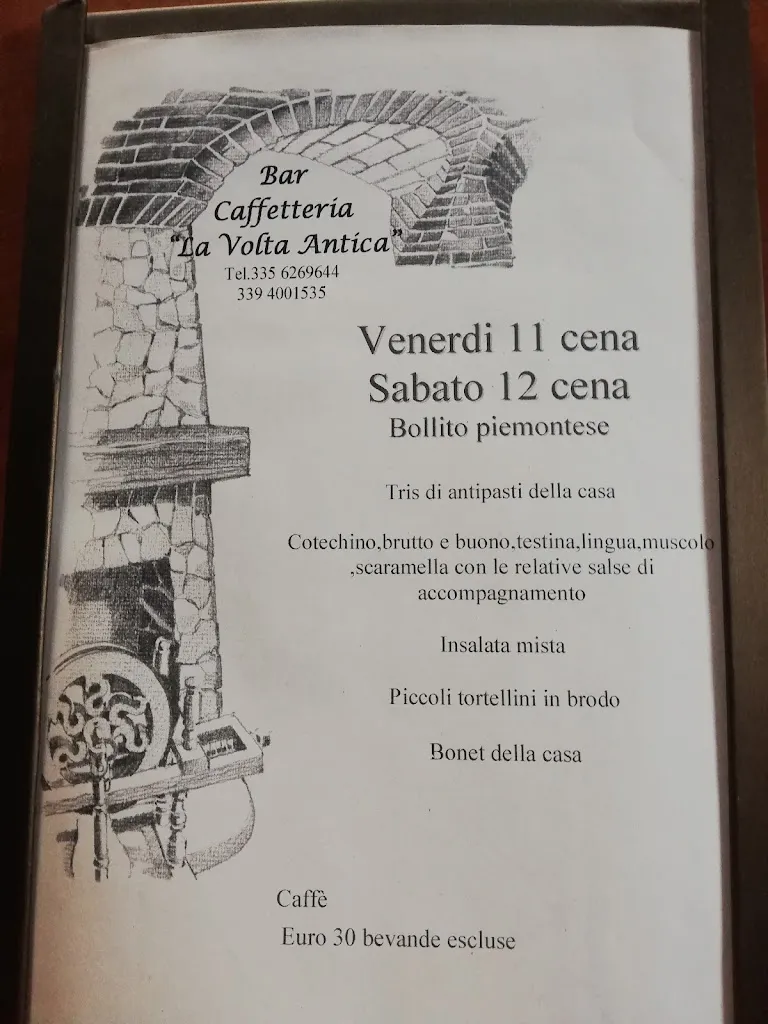 Bar
Caffetteria
"La Volta Antica"
Tel.335 6269644
339 4001535
Venerdi 11 cena
Sabato 12 cena
Bollito piemontese
Tris di antipasti della casa
Cotechino,brutto e buono,testina,lingua,muscolo
,scaramella con le relative salse di
accompagnamento
Insalata mista
Piccoli tortellini in brodo
Bonet della casa
Caffè
Euro 30 bevande escluse